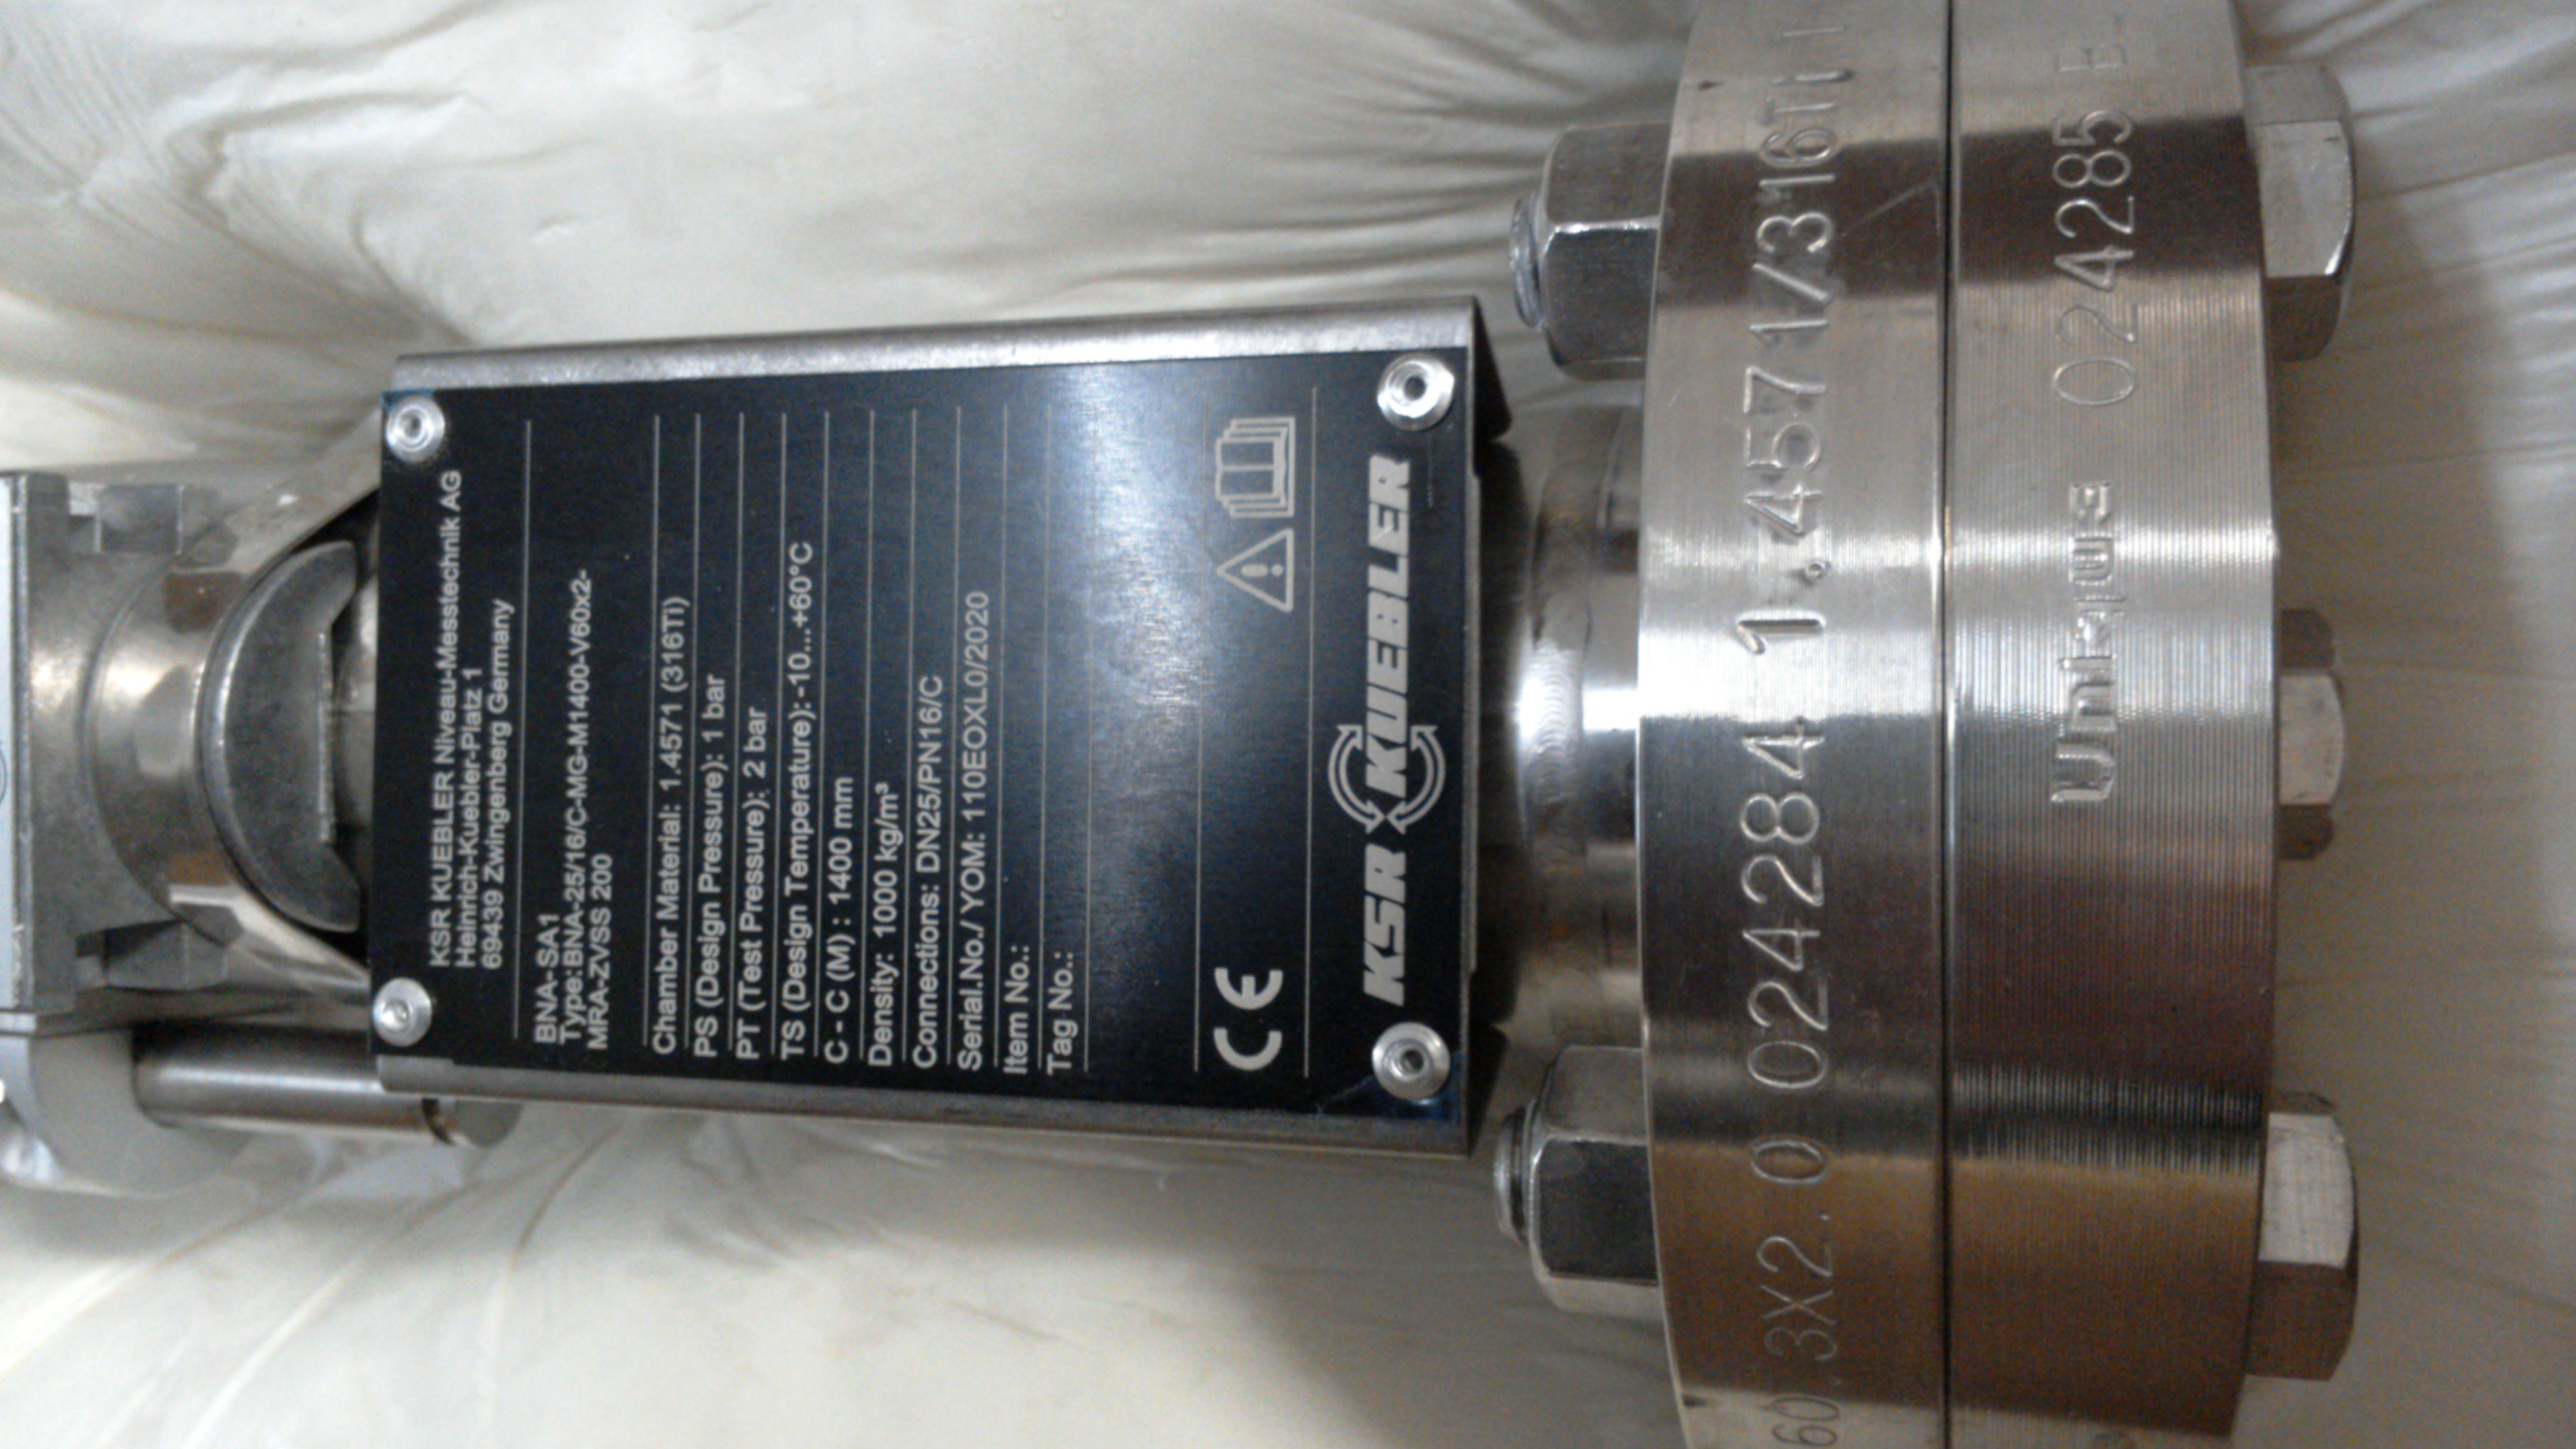 KSR KUEBLER Niveau-Messtechnik AG
Heinrich-Kuebler-Platz 1
69439 Zwingenberg Germany
BNA-SA1
Type:BNA-25/16/C-MG-M1400-V60x2-
MRA-ZVSS 200
Chamber Material: 1.4571 (316Ti)
PS (Design Pressure): 1 bar
PT (Test Pressure): 2 bar
TS (Design Temperature):-10...+60°C
C - C (M) : 1400 mm
Density: 1000 kg/m³
Connections: DN25/PN16/C
Serial.No./ YOM: 110EOXL0/2020
Item No.:
Tag No.:
CE
KSR KUEBLER
60.3X2.0 024284 1.4571/316Ti
Unique 024285 B-